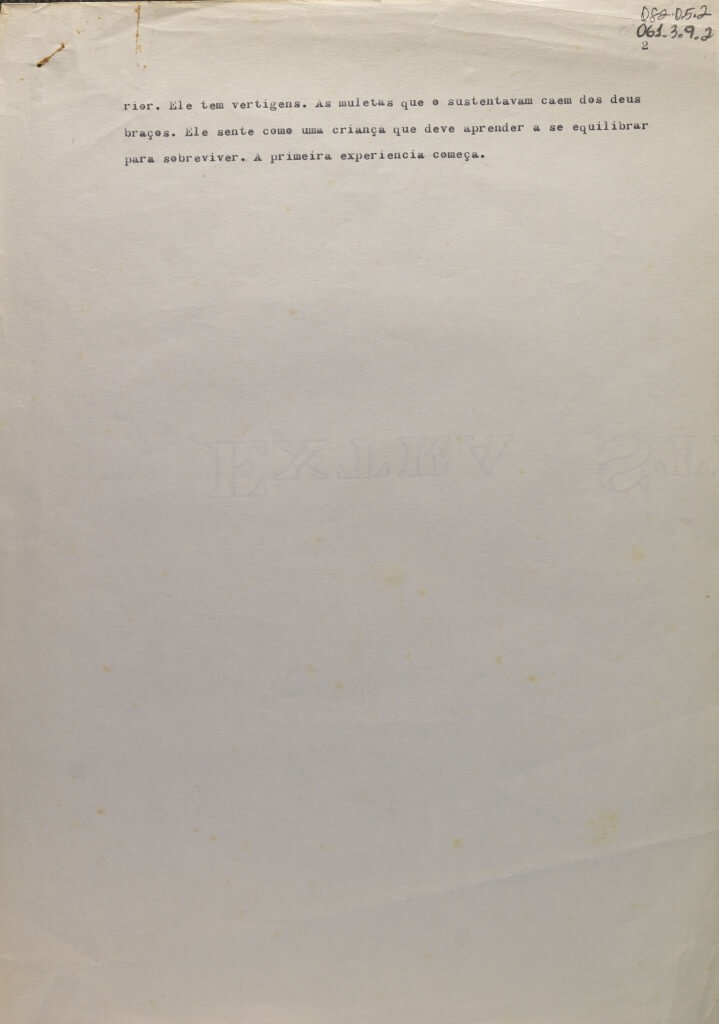 DS2.D.5.2
061.3.9.2
2
rior. Ele tem vertigens. As muletas que o sustentavam caem dos deus
braços. Ele sente como uma criança que deve aprender a se equilibrar
para sobreviver. A primeira experiencia começa.